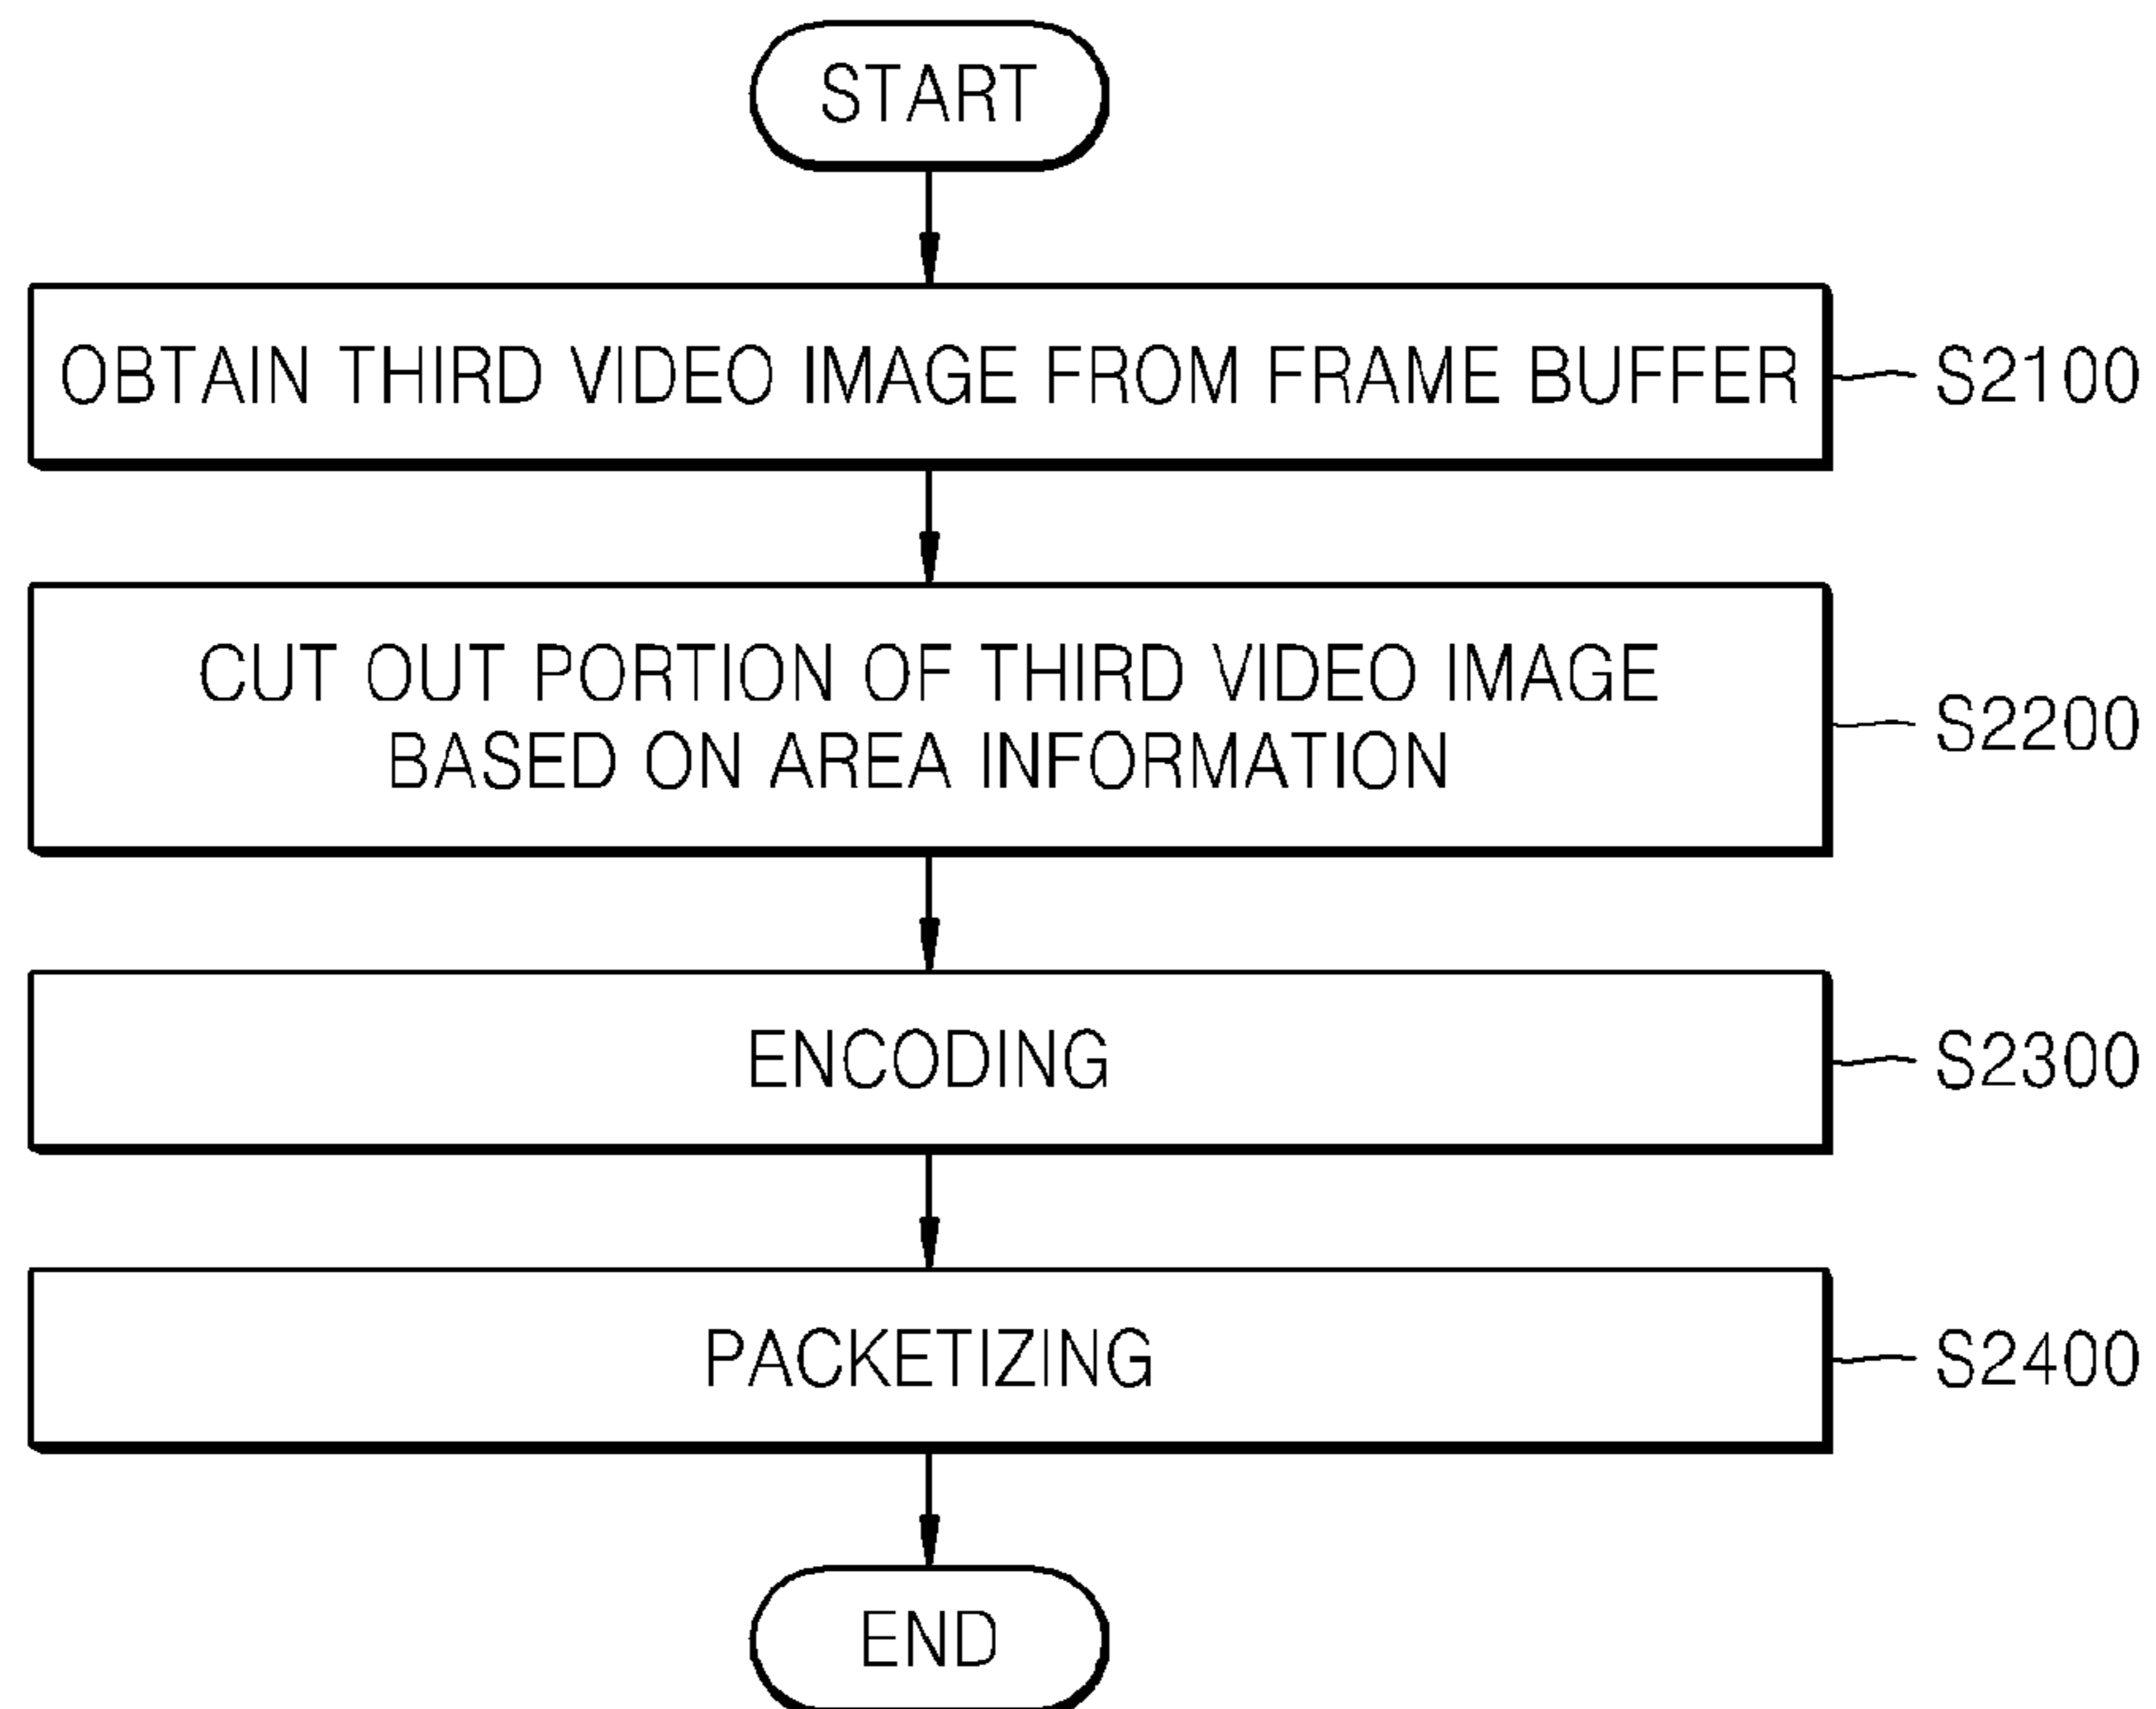 START
OBTAIN THIRD VIDEO IMAGE FROM FRAME BUFFER
S2100
CUT OUT PORTION OF THIRD VIDEO IMAGE
BASED ON AREA INFORMATION
S2200
ENCODING
S2300
PACKETIZING
S2400
END